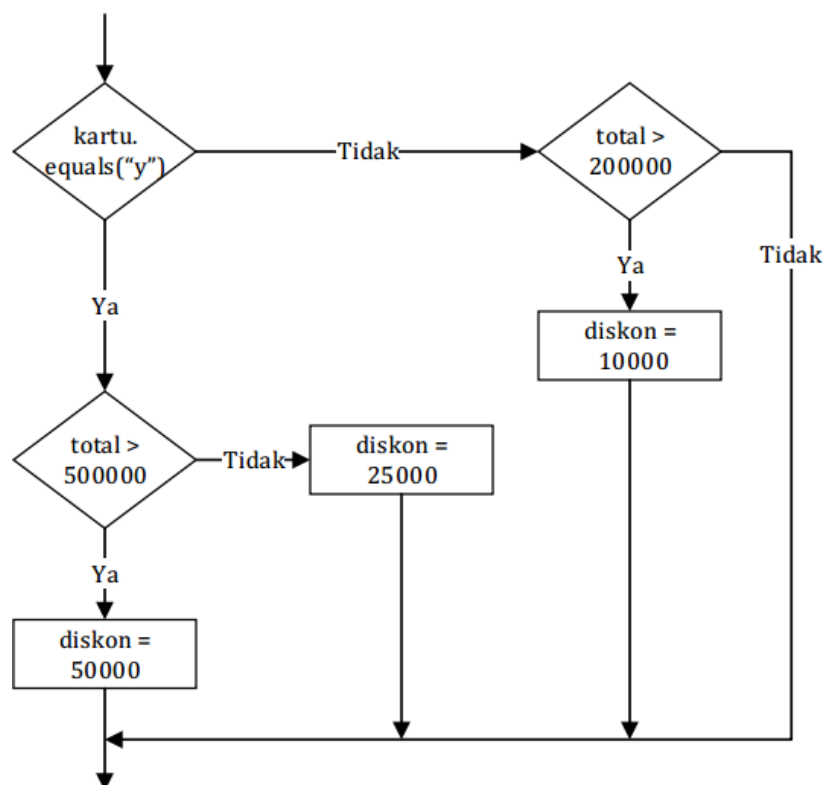 kartu.
equals(“y”)
Tidak
total >
200000
Tidak
Ya
Ya
diskon =
10000
total >
500000
Tidak
diskon =
25000
Ya
diskon =
50000